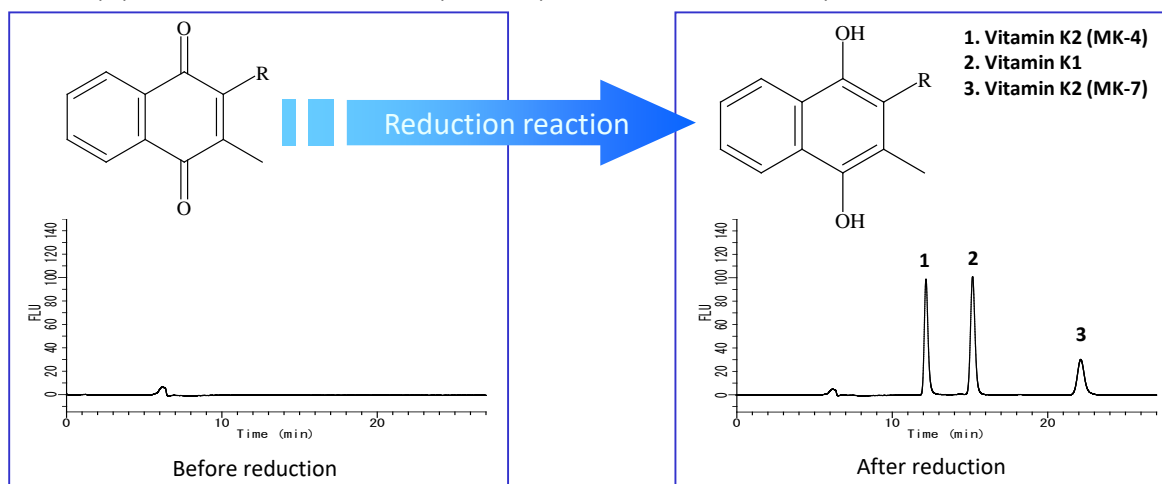 O
R
O
Reduction reaction
OH
R
OH
1. Vitamin K2 (MK-4)
2. Vitamin K1
3. Vitamin K2 (MK-7)
FLU
0 20 40 60 80 100 120 140
0 10 20
Time (min)
Before reduction
FLU
0 20 40 60 80 100 120 140
1
2
3
0 10 20
Time (min)
After reduction